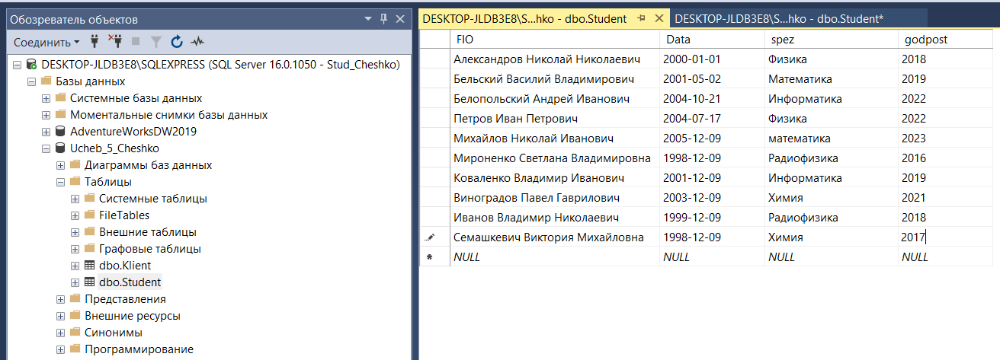 Обозреватель объектов
Соединить
DESKTOP-JLDB3E8\SQLEXPRESS (SQL Server 16.0.1050 - Stud_Cheshko)
Базы данных
Системные базы данных
Моментальные снимки базы данных
AdventureWorksDW2019
Ucheb_5_Cheshko
Диаграммы баз данных
Таблицы
Системные таблицы
FileTables
Внешние таблицы
Графовые таблицы
dbo.Klient
dbo.Student
Представления
Внешние ресурсы
Синонимы
Программирование
DESKTOP-JLDB3E8\S...hko - dbo.Student
DESKTOP-JLDB3E8\S...hko - dbo.Student*
FIO Data spez godpost
Александров Николай Николаевич 2000-01-01 Физика 2018
Бельский Василий Владимирович 2001-05-02 Математика 2019
Белопольский Андрей Иванович 2004-10-21 Информатика 2022
Петров Иван Петрович 2004-07-17 Физика 2022
Михайлов Николай Иванович 2005-12-09 математика 2023
Мироненко Светлана Владимировна 1998-12-09 Радиофизика 2016
Коваленко Владимир Иванович 2001-12-09 Информатика 2019
Виноградов Павел Гаврилович 2003-12-09 Химия 2021
Иванов Владимир Николаевич 1999-12-09 Радиофизика 2018
Семашкевич Виктория Михайловна 1998-12-09 Химия 2017
NULL NULL NULL NULL